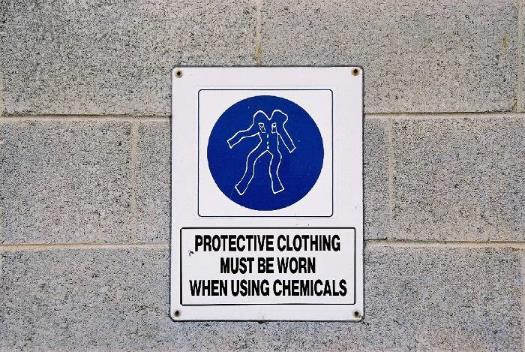 PROTECTIVE CLOTHING
MUST BE WORN
WHEN USING CHEMICALS